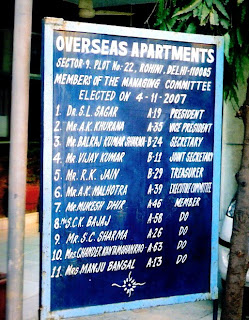 OVERSEAS APARTMENTS
SECTOR 9. PLOT No. 22, ROHINI, DELHI-110085
MEMBERS OF THE MANAGING COMMITTEE
ELECTED ON 4-11-2007
1 DR. S.L. SAGAR A-19 PRESIDENT
2 MR. A.K. KHURANA A-35 VICE PRESIDENT
3 MR. BALRAJ KUMAR SHARMA B-24 SECRETARY
4 MR. VIJAY KUMAR B-11 JOINT SECRETARY
5 MR. R.K. JAIN B-29 TREASURER
6 MR. A.K. MALHOTRA A-39 EXECUTIVE COMMITTEE
7 MR. MUKESH DHIR A-46 MEMBER
8 S.C.K. BAJAJ A-58 DO
9 MR. S.C. SHARMA A-26 DO
10 MRS CHANDER KANTA A-63 DO
11 MRS MANJU BANSAL A-13 DO